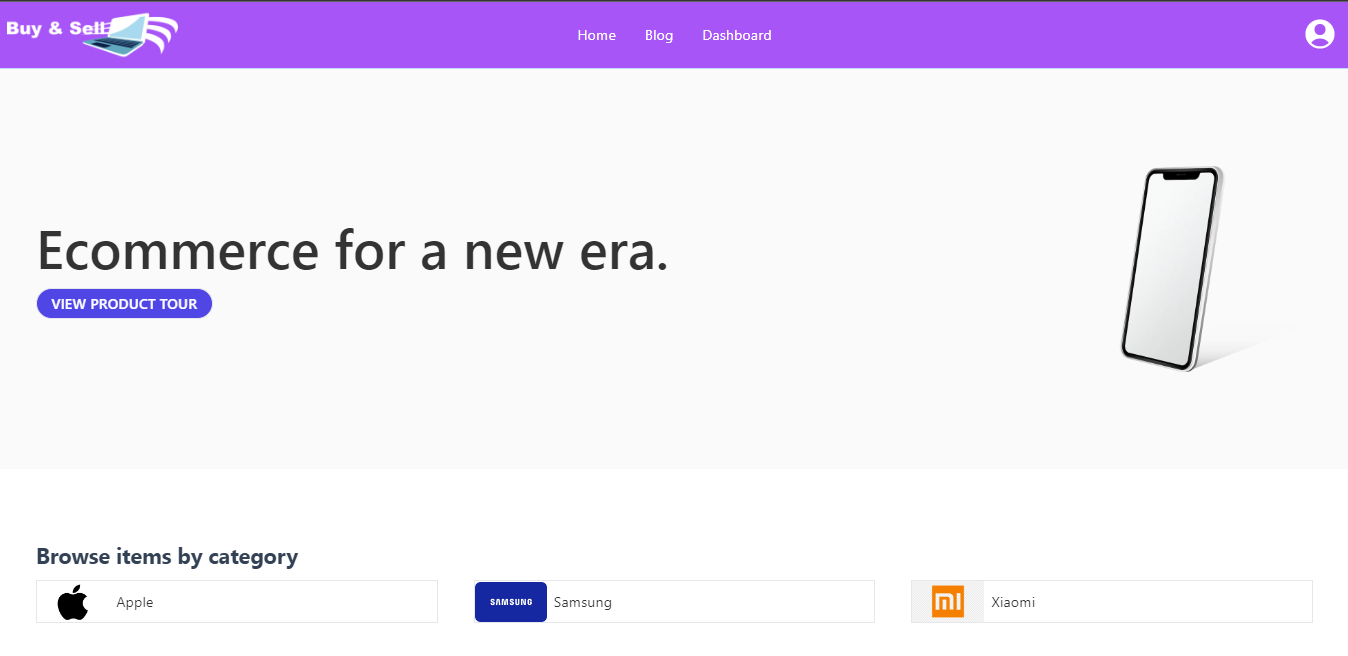 Buy & Sell
Home Blog Dashboard
Ecommerce for a new era.
VIEW PRODUCT TOUR
Browse items by category
Apple
SAMSUNG Samsung
mi Xiaomi